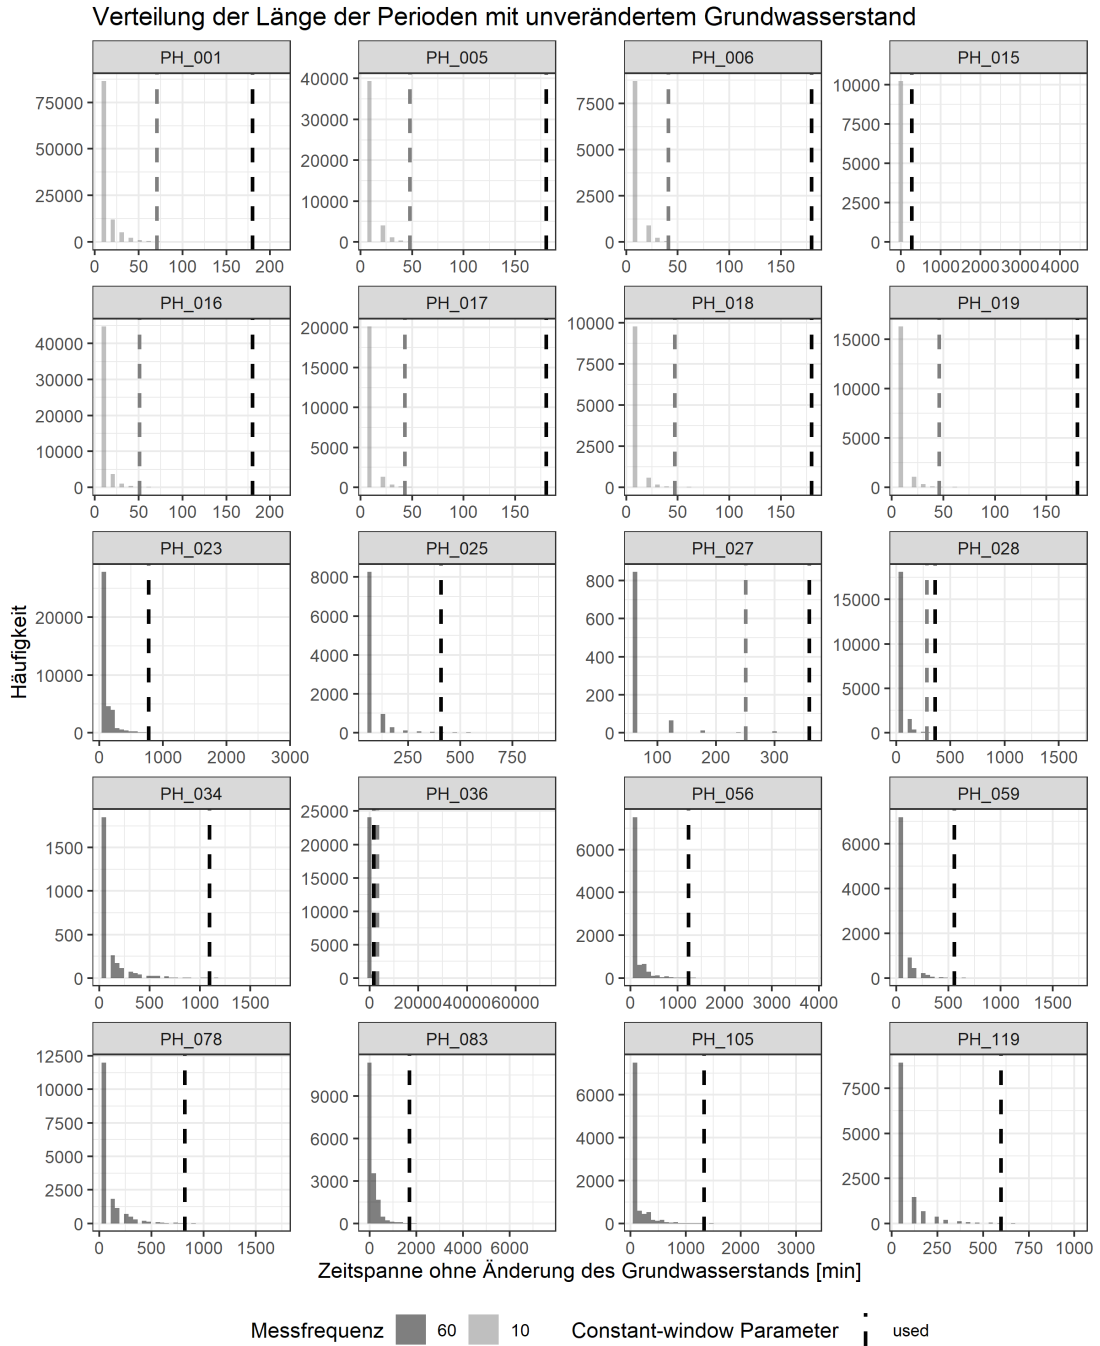 Verteilung der Länge der Perioden mit unverändertem Grundwasserstand
PH_001 PH_005 PH_006 PH_015
75000 50000 25000 0
40000 30000 20000 10000 0
7500 5000 2500 0
10000 7500 5000 2500 0
0 50 100 150 200
0 50 100 150
0 50 100 150
0 1000 2000 3000 4000
PH_016 PH_017 PH_018 PH_019
40000 30000 20000 10000 0
20000 15000 10000 5000 0
10000 7500 5000 2500 0
15000 10000 5000 0
0 50 100 150 200
0 50 100 150
0 50 100 150
0 50 100 150
Häufigkeit
PH_023 PH_025 PH_027 PH_028
20000 10000 0
8000 6000 4000 2000 0
800 600 400 200 0
15000 10000 5000 0
0 1000 2000 3000
250 500 750
100 200 300
0 500 1000 1500
PH_034 PH_036 PH_056 PH_059
1500 1000 500 0
25000 20000 15000 10000 5000 0
6000 4000 2000 0
6000 4000 2000 0
0 500 1000 1500
0 20000 40000 60000
0 1000 2000 3000 4000
0 500 1000 1500
PH_078 PH_083 PH_105 PH_119
12500 10000 7500 5000 2500 0
9000 6000 3000 0
6000 4000 2000 0
7500 5000 2500 0
0 500 1000 1500
0 2000 4000 6000
0 1000 2000 3000
0 250 500 750 1000
Zeitspanne ohne Änderung des Grundwasserstands [min]
Messfrequenz 60 10 Constant-window Parameter used